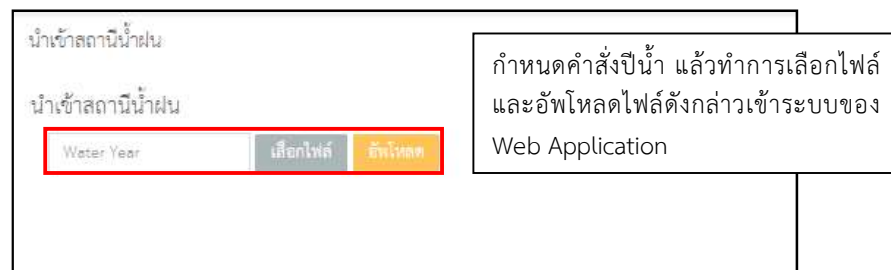 นำเข้าสถานีน้ำฝน
นำเข้าสถานีน้ำฝน
Water Year
เลือกไฟล์
อัพโหลด
กำหนดคำสั่งปีน้ำ แล้วทำการเลือกไฟล์
และอัพโหลดไฟล์ดังกล่าวเข้าระบบของ
Web Application